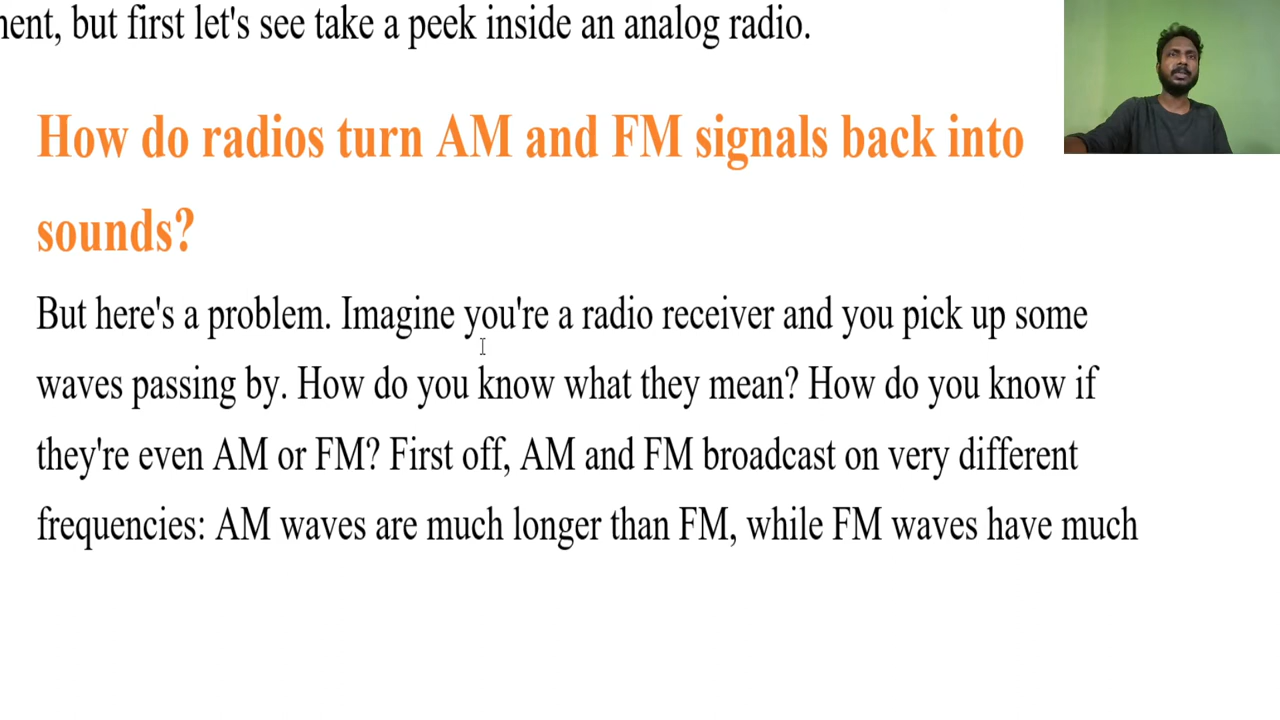 but first let's see take a peek inside an analog radio.
How do radios turn AM and FM signals back into
sounds?
But here's a problem. Imagine you're a radio receiver and you pick up some
waves passing by. How do you know what they mean? How do you know if
they're even AM or FM? First off, AM and FM broadcast on very different
frequencies: AM waves are much longer than FM, while FM waves have much